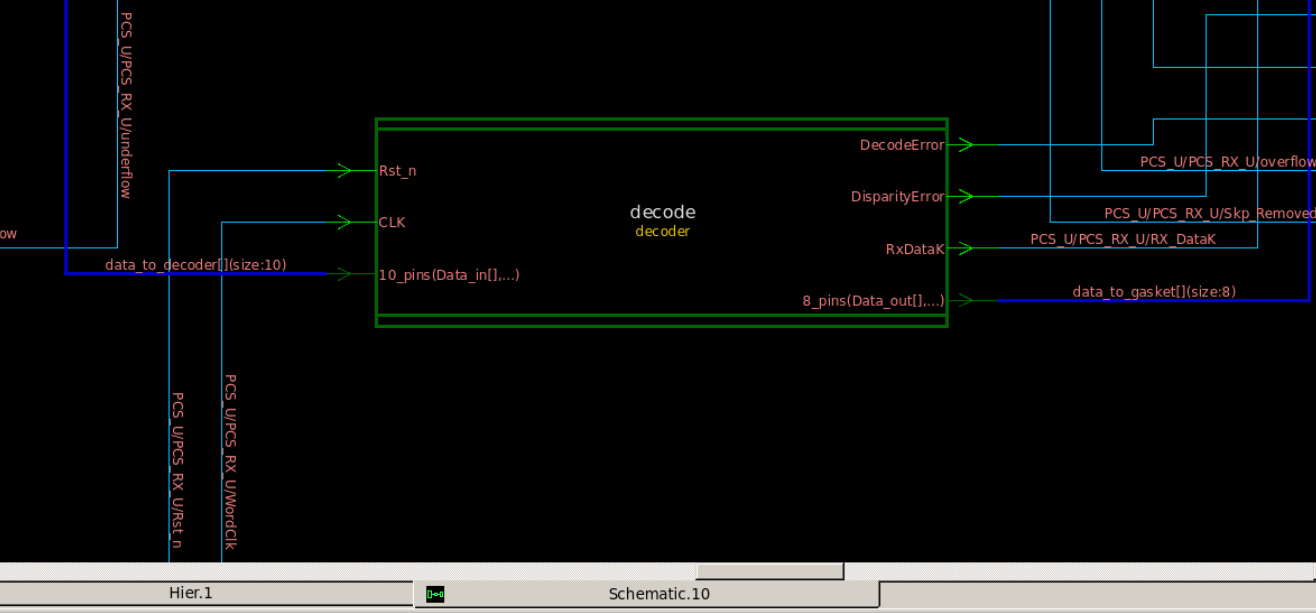 PCS_U/PCS_RX_U/underflow
DecodeError
PCS_U/PCS_RX_U/overflow
Rst_n
DisparityError
decode
PCS_U/PCS_RX_U/Skp_Removed
CLK
decoder
ow
PCS_U/PCS_RX_U/RX_DataK
RxDataK
data_to_decoder[](size:10)
10_pins(Data_in[],...)
data_to_gasket[](size:8)
8_pins(Data_out[],...)
PCS_U/PCS_RX_U/Rst_n
PCS_U/PCS_RX_U/WordClk
Hier.1
Schematic.10